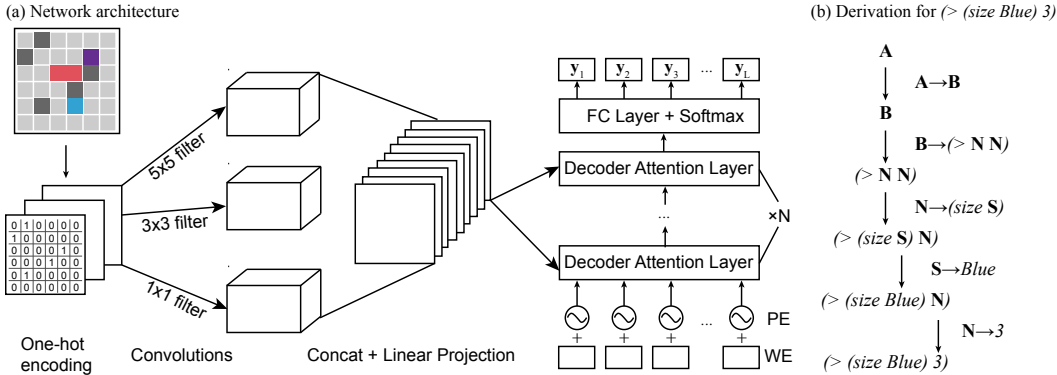 (a) Network architecture
0 1 0 0 0 0
1 0 0 0 0 0
0 0 0 0 1 0
0 0 0 1 0 0
0 1 0 0 0 0
0 0 0 0 0 0
One-hot
encoding
5x5 filter
3x3 filter
1x1 filter
Convolutions
Concat + Linear Projection
y1 y2 y3 ... yL
FC Layer + Softmax
Decoder Attention Layer
...
×N
Decoder Attention Layer
... PE
+ + + +
... WE
(b) Derivation for (> (size Blue) 3)
A
A→B
B
B→(> N N)
(> N N)
N→(size S)
(> (size S) N)
S→Blue
(> (size Blue) N)
N→3
(> (size Blue) 3)